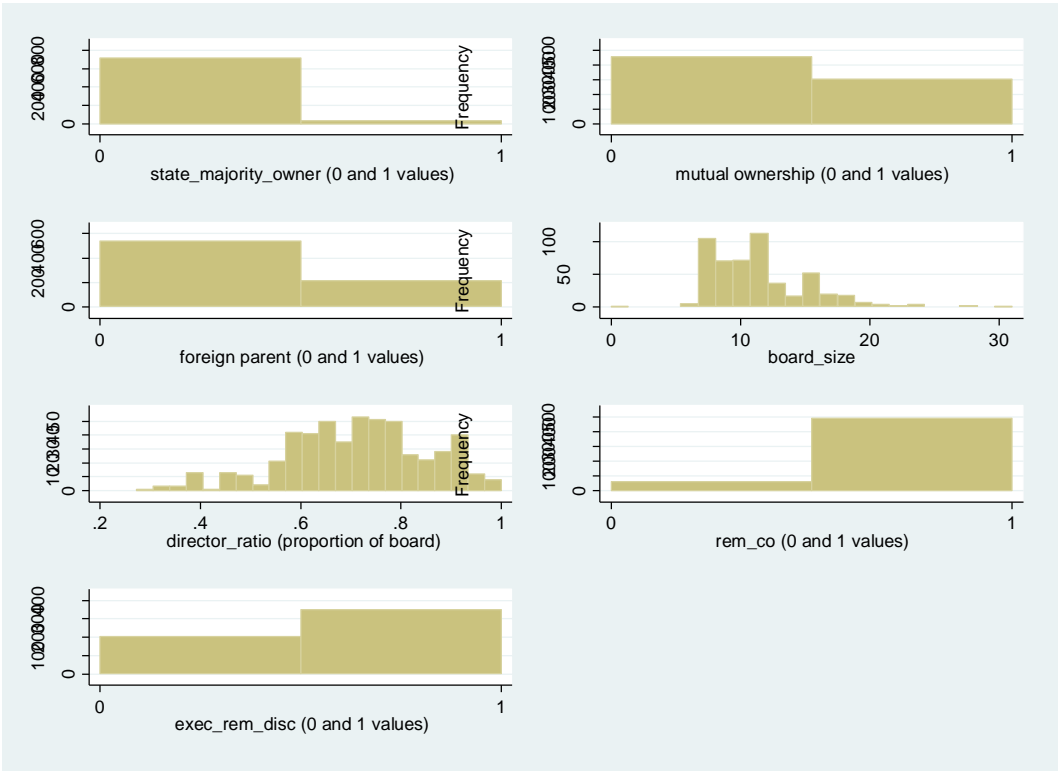 0
Frequency
0 1
state_majority_owner (0 and 1 values)
0
0 1
mutual ownership (0 and 1 values)
0
Frequency
0 1
foreign parent (0 and 1 values)
100
50
0
0 10 20 30
board_size
0
Frequency
.2 .4 .6 .8 1
director_ratio (proportion of board)
0
0 1
rem_co (0 and 1 values)
0
0 1
exec_rem_disc (0 and 1 values)